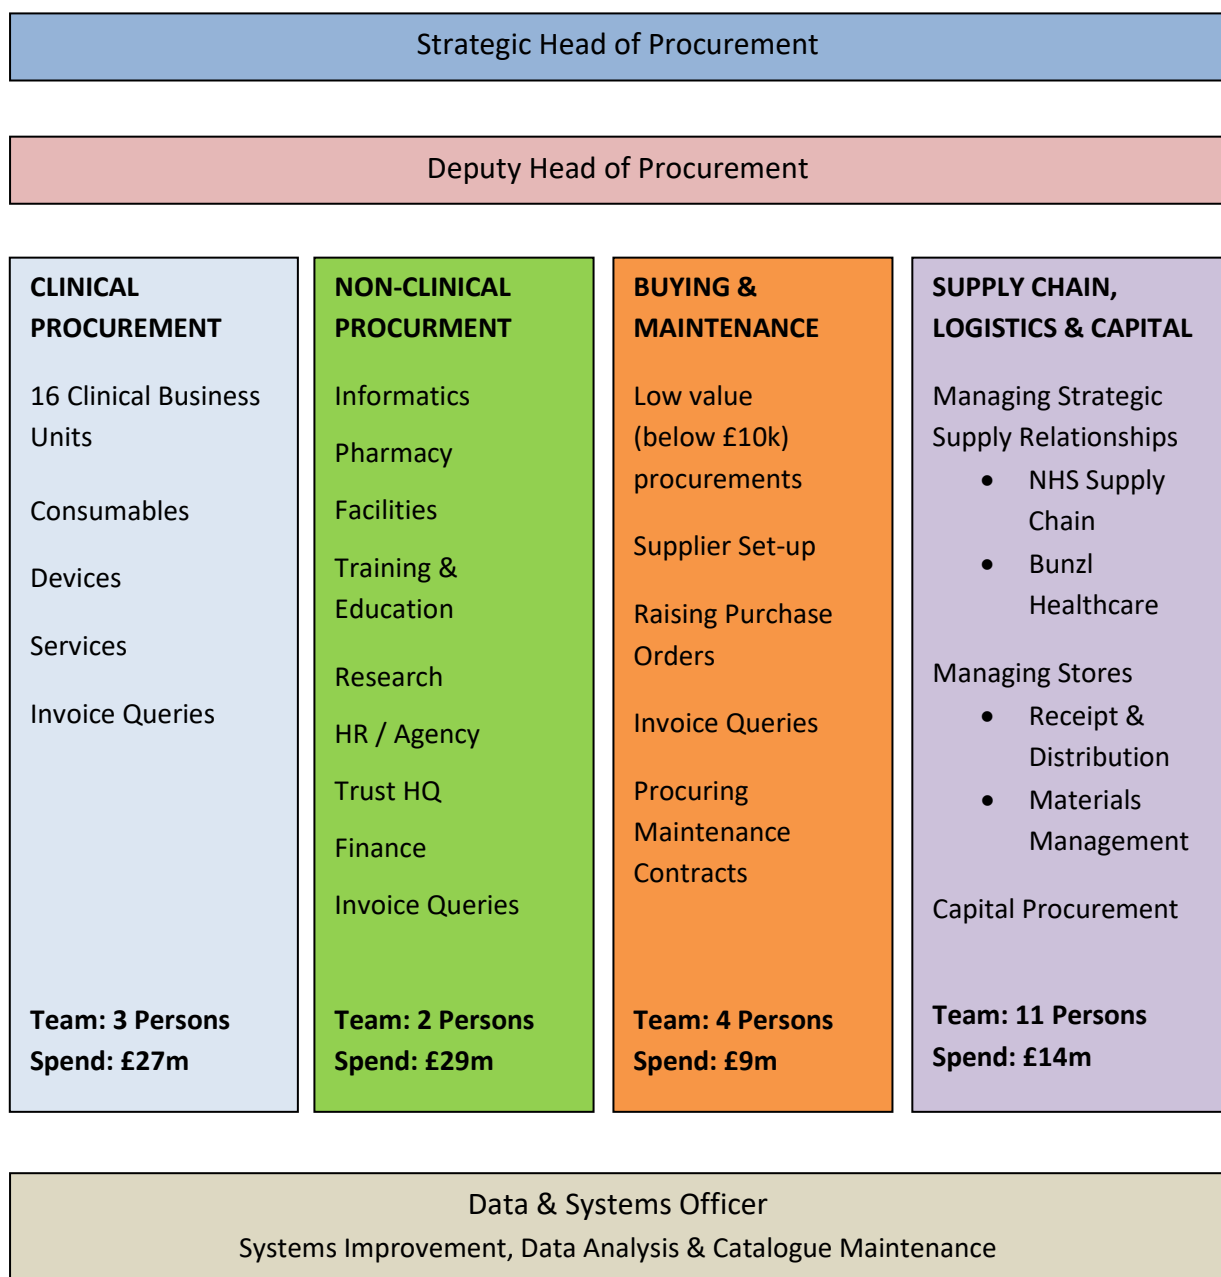 Strategic Head of Procurement
Deputy Head of Procurement
CLINICAL
PROCUREMENT
16 Clinical Business
Units
Consumables
Devices
Services
Invoice Queries
Team: 3 Persons
Spend: £27m
NON-CLINICAL
PROCURMENT
Informatics
Pharmacy
Facilities
Training &
Education
Research
HR / Agency
Trust HQ
Finance
Invoice Queries
Team: 2 Persons
Spend: £29m
BUYING &
MAINTENANCE
Low value
(below £10k)
procurements
Supplier Set-up
Raising Purchase
Orders
Invoice Queries
Procuring
Maintenance
Contracts
Team: 4 Persons
Spend: £9m
SUPPLY CHAIN,
LOGISTICS & CAPITAL
Managing Strategic
Supply Relationships
• NHS Supply
Chain
• Bunzl
Healthcare
Managing Stores
• Receipt &
Distribution
• Materials
Management
Capital Procurement
Team: 11 Persons
Spend: £14m
Data & Systems Officer
Systems Improvement, Data Analysis & Catalogue Maintenance